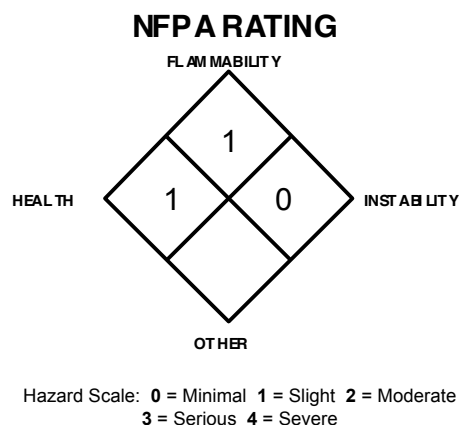 NFPA RATING
FLAMMABILITY
1
HEALTH 1 0 INSTABILITY
OTHER
Hazard Scale: 0 = Minimal 1 = Slight 2 = Moderate
3 = Serious 4 = Severe